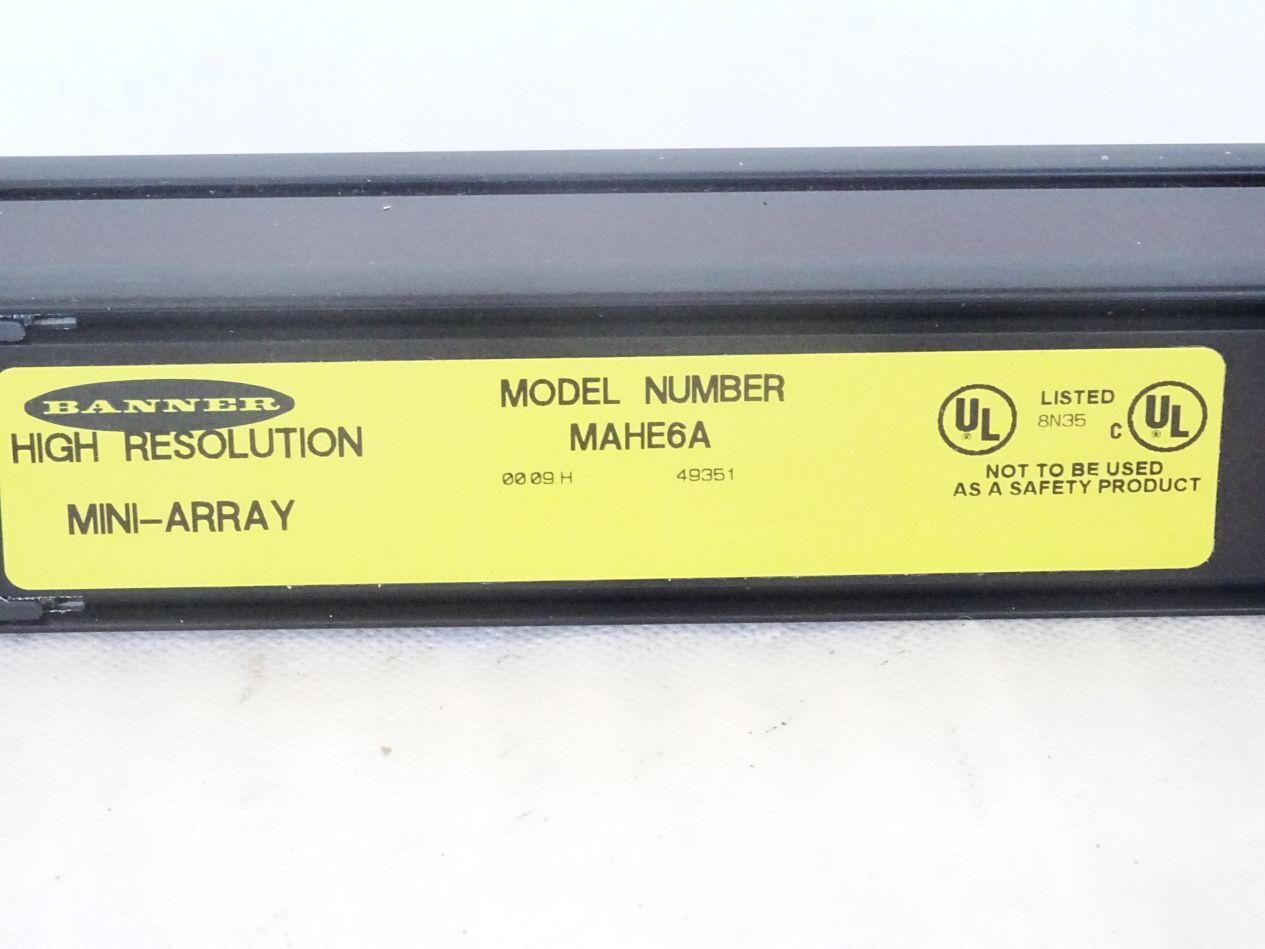 BANNER
HIGH RESOLUTION
MINI-ARRAY
MODEL NUMBER
MAHE6A
0009 H 49351
UL ® LISTED 8N35 C UL ®
NOT TO BE USED
AS A SAFETY PRODUCT